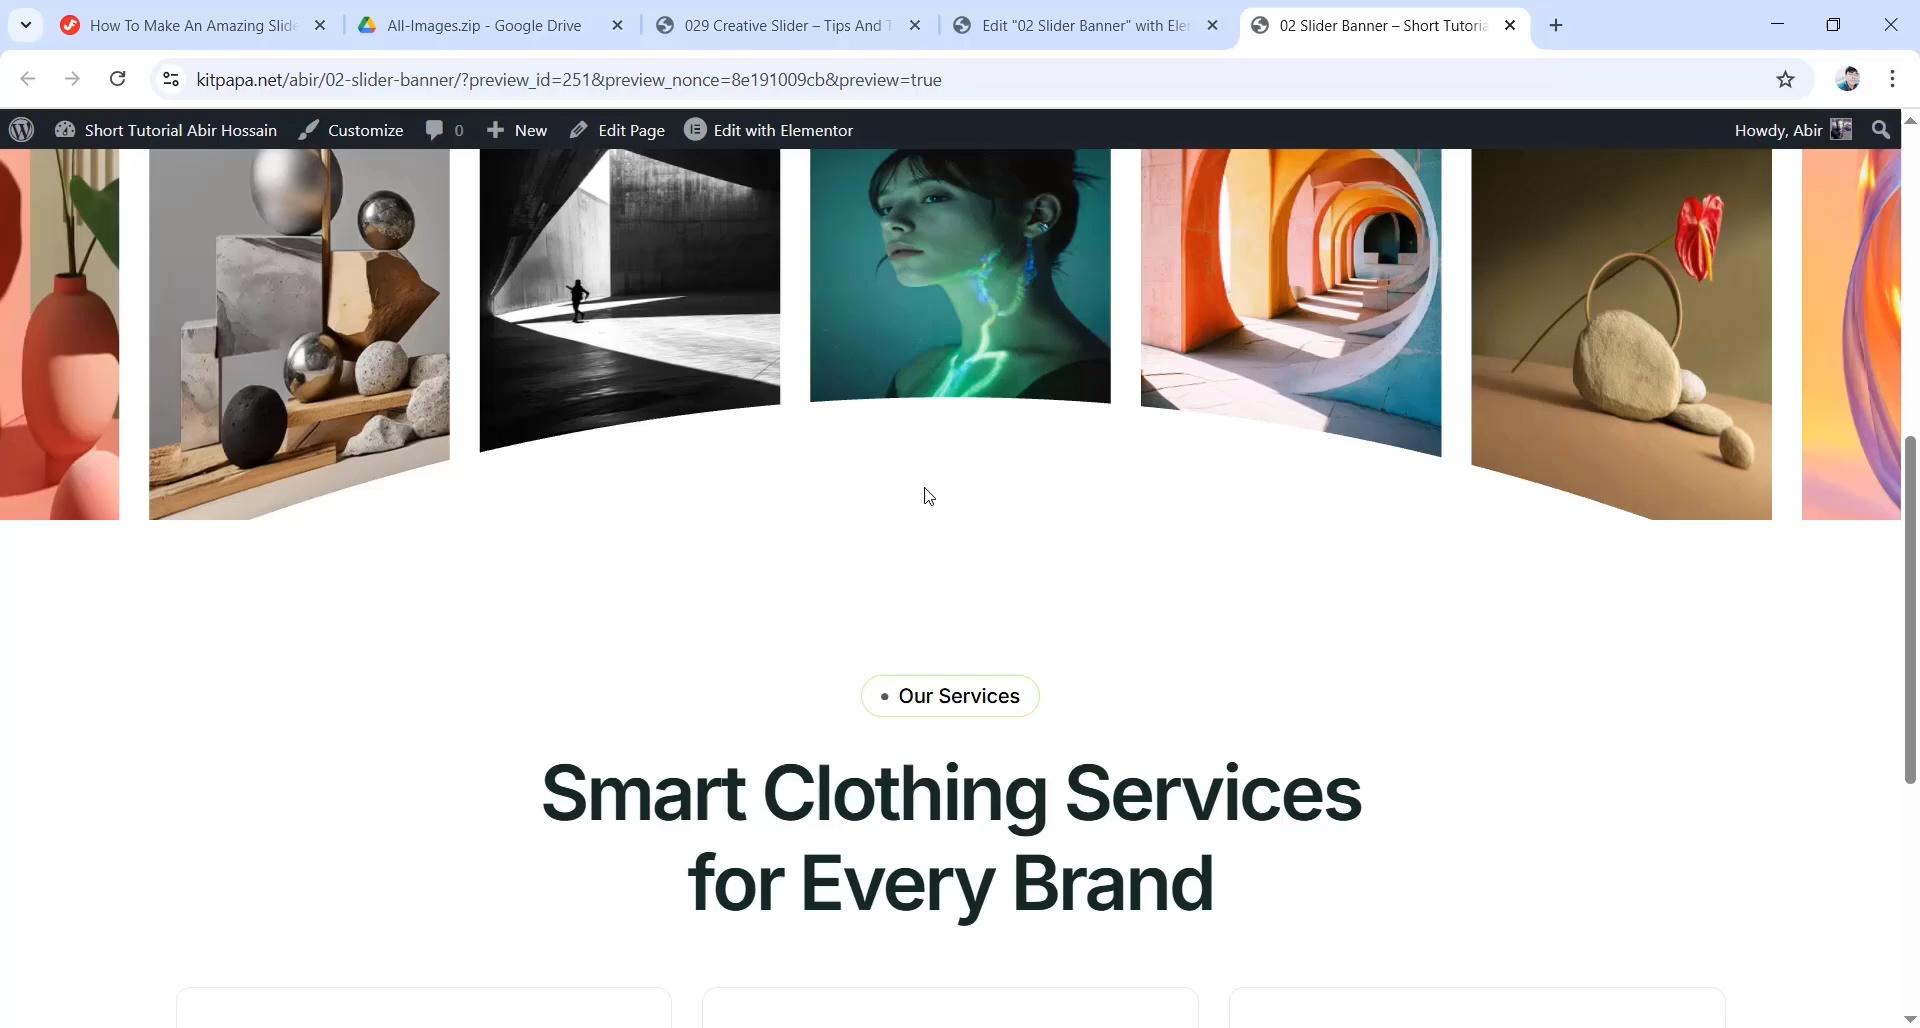 How To Make An Amazing Slide
All-Images.zip - Google Drive
029 Creative Slider – Tips And T
Edit "02 Slider Banner" with Eler
02 Slider Banner – Short Tutoria
kitpapa.net/abir/02-slider-banner/?preview_id=251&preview_nonce=8e191009cb&preview=true
Short Tutorial Abir Hossain
Customize
0
New
Edit Page
Edit with Elementor
Howdy, Abir
Our Services
Smart Clothing Services
for Every Brand